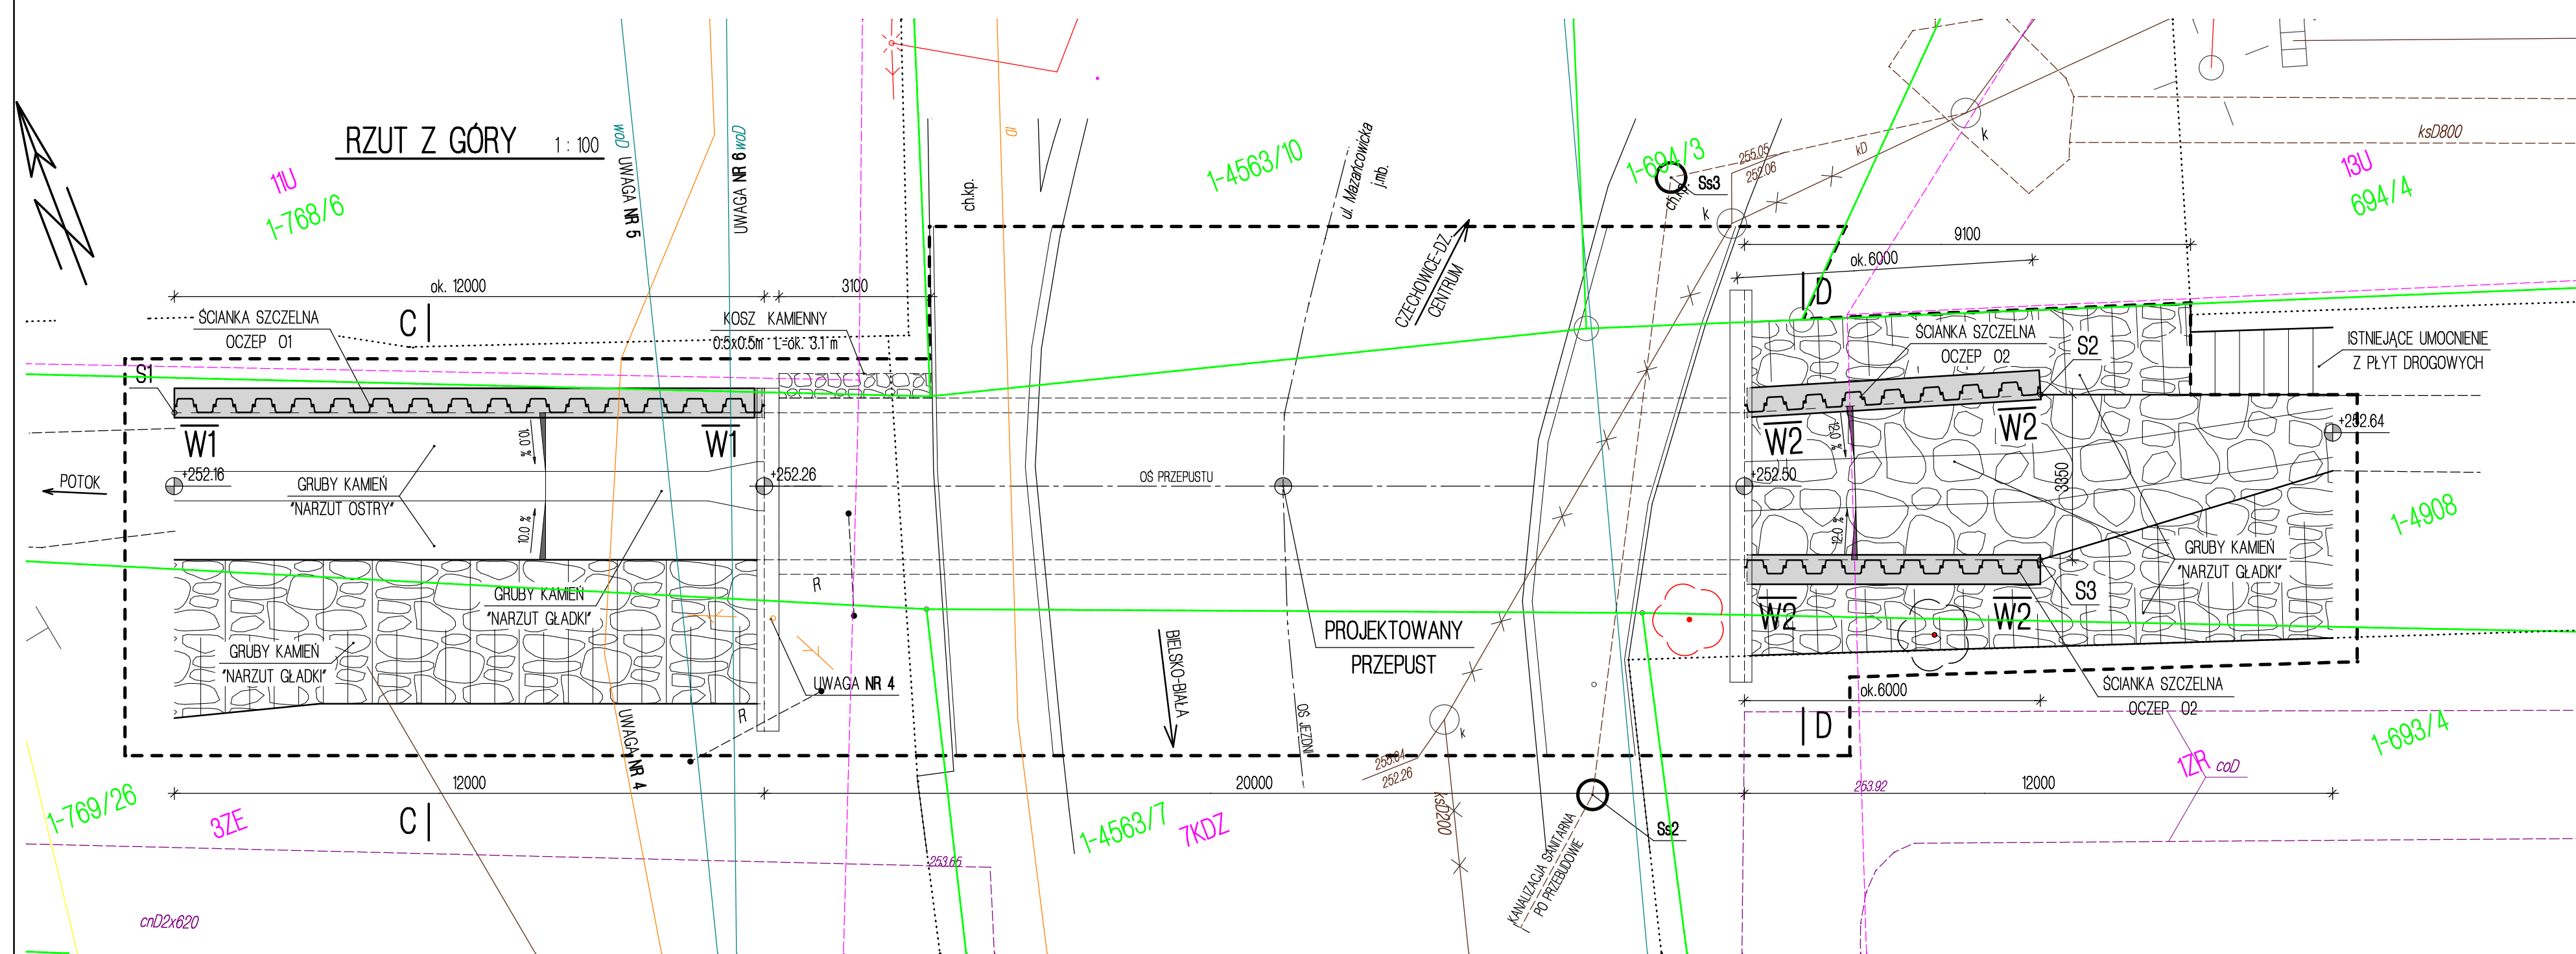 RZUT Z GÓRY 1 : 100
11U
1-768/6
woD UWAGA NR 5
UWAGA NR 6 woD
tD
ch.kp.
1-4563/10
ul. Mazańcowicka
j.mb.
CZECHOWICE-DZ.
CENTRUM
1-694/3
ch.kp.
Ss3
k
255.05
252.06
kD
k
ksD800
13U
694/4
9100
ok.6000
D
ok. 12000
3100
C
ŚCIANKA SZCZELNA
OCZEP 01
KOSZ KAMIENNY
0.5x0.5m L=ok. 3.1 m
ŚCIANKA SZCZELNA
OCZEP 02
S2
ISTNIEJĄCE UMOCNIENIE
Z PŁYT DROGOWYCH
S1
W1
W1
W2
W2
10.0 %
12.0 %
+252.64
POTOK
+252.16
GRUBY KAMIEŃ
"NARZUT OSTRY"
+252.26
OŚ PRZEPUSTU
+252.50
3350
10.0 %
12.0 %
1-4908
GRUBY KAMIEŃ
"NARZUT GŁADKI"
GRUBY KAMIEŃ
"NARZUT GŁADKI"
R
S3
W2
W2
GRUBY KAMIEŃ
"NARZUT GŁADKI"
PROJEKTOWANY
PRZEPUST
BIELSKO-BIAŁA
UWAGA NR 4
R
OŚ JEZDNI
ok.6000
ŚCIANKA SZCZELNA
OCZEP 02
UWAGA NR 4
D
k
255.04
252.26
1-693/4
1ZR
coD
12000
20000
253.92
12000
1-769/26
3ZE
C
1-4563/7
7KDZ
ksD200
Ss2
KANALIZACJA SANITARNA
PO PRZEBUDOWIE
253.65
cnD2x620